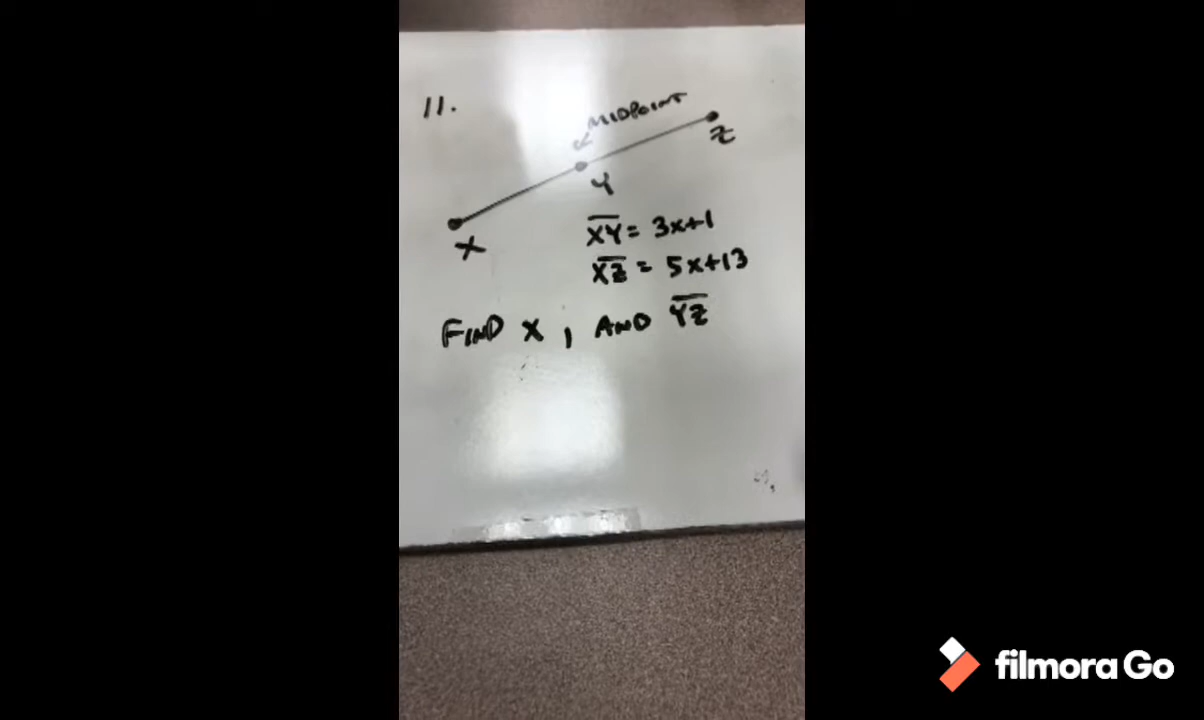 11.
MIDPOINT
Z
Y
X
XY = 3x+1
XZ = 5x+13
FIND X, AND YZ
filmora Go